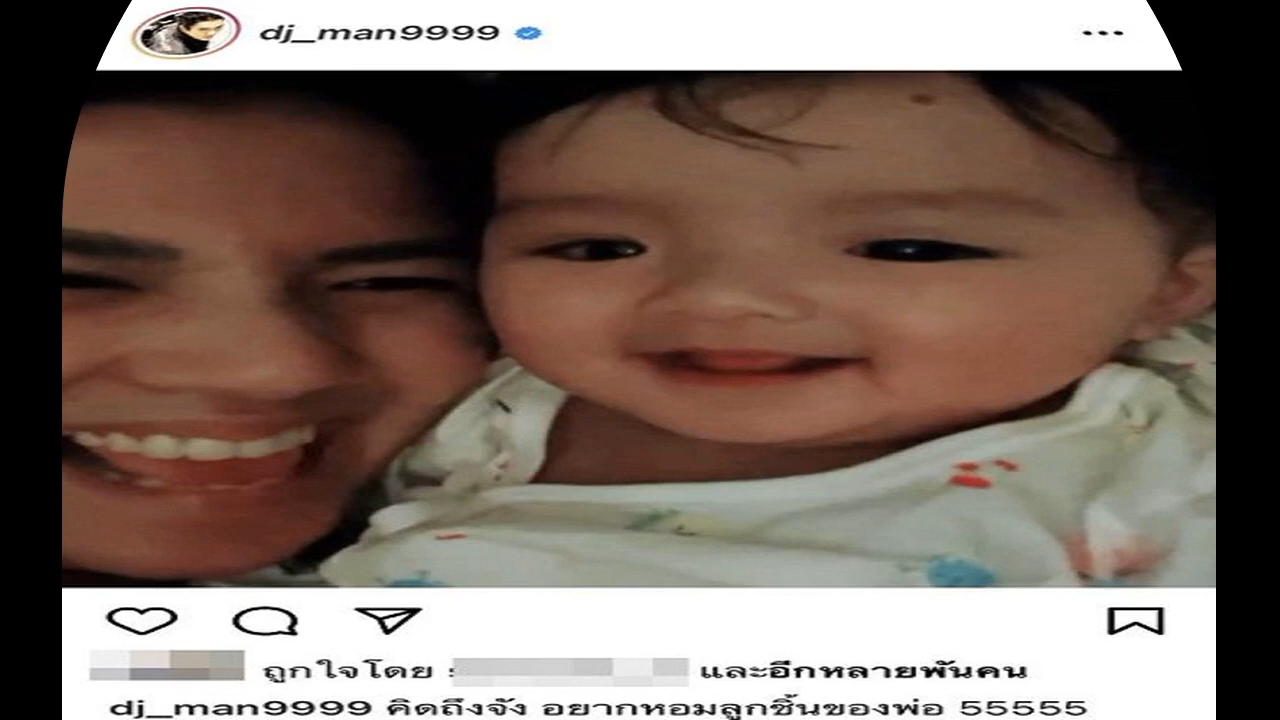 dj_man9999
ถูกใจโดย และอีกหลายพันคน
dj_man9999 คิดถึงจัง อยากหอมลูกชิ้นของพ่อ 55555